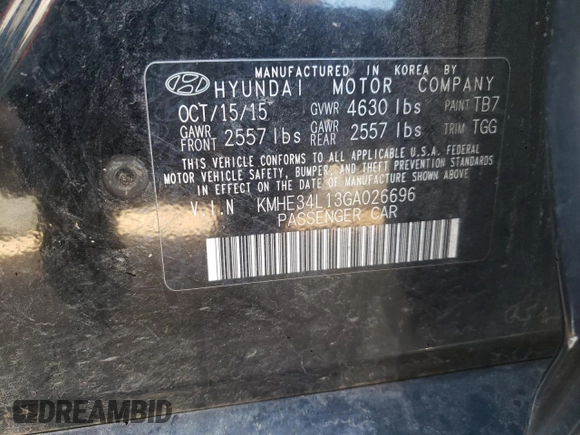 MANUFACTURED IN KOREA BY
HYUNDAI MOTOR COMPANY
OCT/15/15 GVWR 4630 lbs PAINT TB7
GAWR FRONT 2557 lbs GAWR REAR 2557 lbs TRIM TGG
THIS VEHICLE CONFORMS TO ALL APPLICABLE U.S.A. FEDERAL
MOTOR VEHICLE SAFETY, BUMPER AND THEFT PREVENTION STANDARDS
IN EFFECT ON THE DATE OF MANUFACTURE SHOWN ABOVE.
V.I.N KMHE34L13GA026696
PASSENGER CAR
DREAMBID